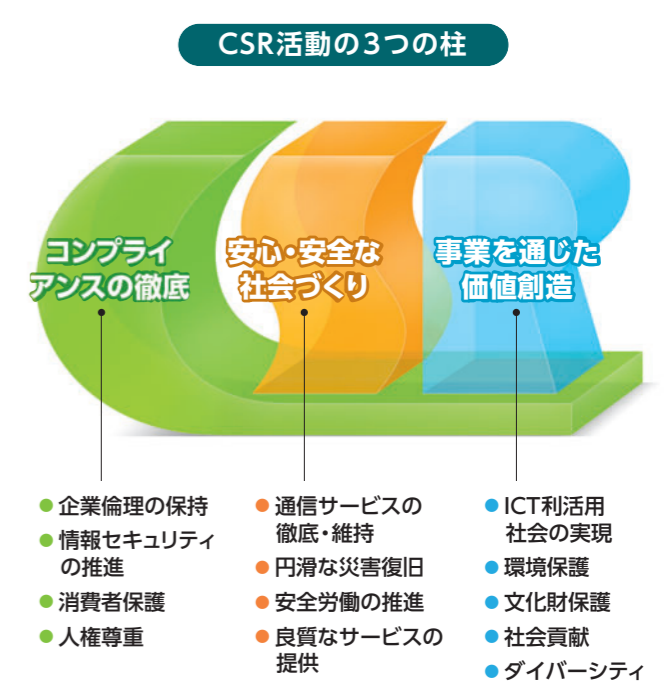 CSR活動の3つの柱
コンプライ
アンスの徹底
安心・安全な
社会づくり
事業を通じた
価値創造
● 企業倫理の保持
● 情報セキュリティ
の推進
● 消費者保護
● 人権尊重
● 通信サービスの
徹底・維持
● 円滑な災害復旧
● 安全労働の推進
● 良質なサービスの
提供
● ICT利活用
社会の実現
● 環境保護
● 文化財保護
● 社会貢献
● ダイバーシティ